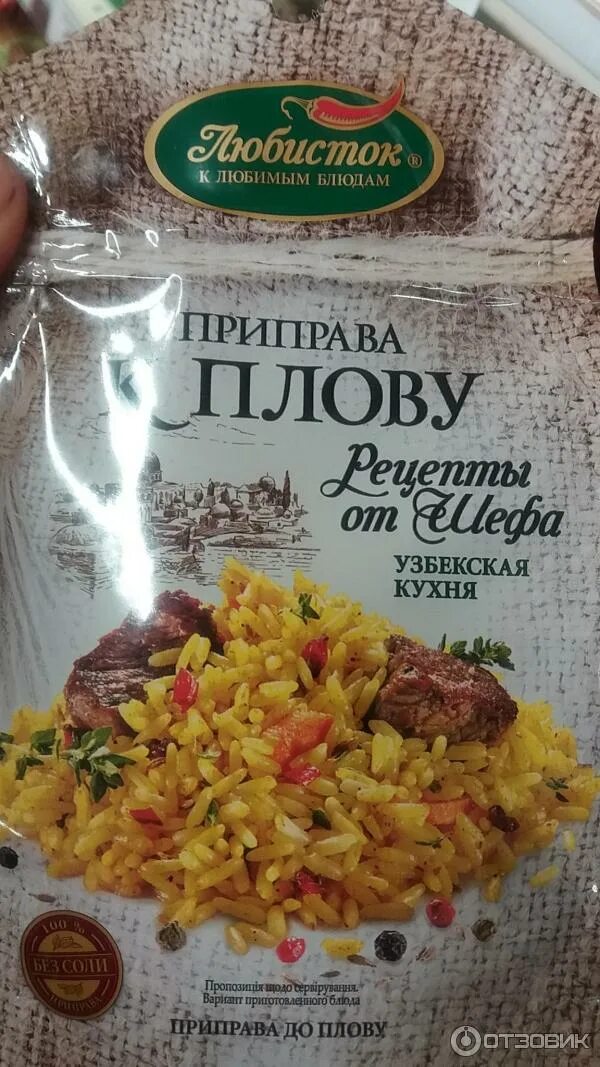 Любисток®
К ЛЮБИМЫМ БЛЮДАМ
ПРИПРАВА
К ПЛОВУ
Рецепты
от Шефа
УЗБЕКСКАЯ
КУХНЯ
100%
БЕЗ СОЛИ
Пропозиція щодо сервірування.
Вариант приготовленного блюда
ПРИПРАВА ДО ПЛОВУ
ОТЗОВИК